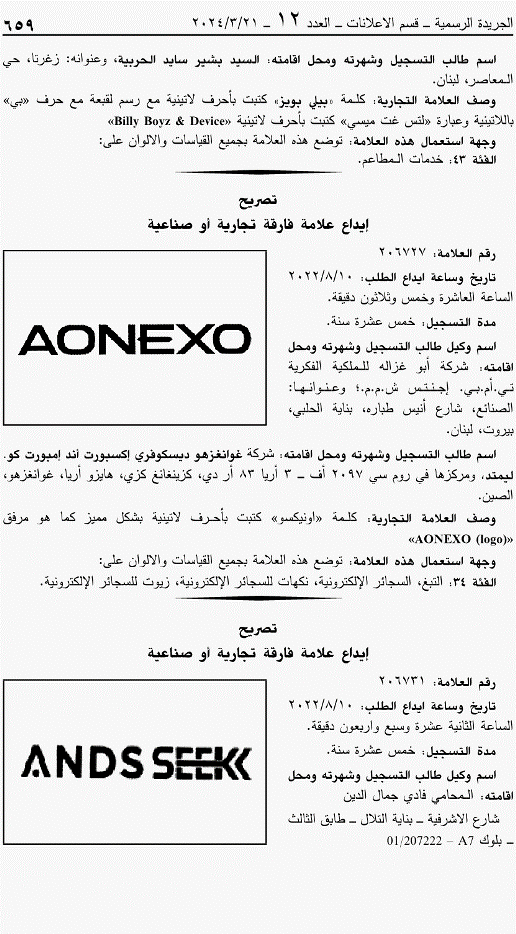 الجريدة الرسمية ــ قسم الاعلانات ــ العدد ١٢ ــ ٢٠٢٤/٣/٢١
٦٥٩
اسم طالب التسجيل وشهرته ومحل اقامته: السيد بشير سايد الحربية، وعنوانه: زغرتا، حي
المعاصر، لبنان.
وصف العلامة التجارية: كلمة «بيلي بويز» كتبت بأحرف لاتينية مع رسم لقبعة مع حرف «بي»
باللاتينية وعبارة «لتس غت ميسي» كتبت بأحرف لاتينية «Billy Boyz & Device»
وجهة استعمال هذه العلامة: توضع هذه العلامة بجميع القياسات والالوان على:
الفئة ٤٣: خدمات المطاعم.
تصريح
إيداع علامة فارقة تجارية أو صناعية
رقم العلامة: ٢٠٦٧٢٧
تاريخ وساعة ايداع الطلب: ٢٠٢٢/٨/١٠
الساعة العاشرة وخمس وثلاثون دقيقة.
مدة التسجيل: خمس عشرة سنة.
اسم وكيل طالب التسجيل وشهرته ومحل
اقامته: شركة أبو غزاله للملكية الفكرية
تي.أم.بي. إجنتس ش.م.م.؛ وعنوانها:
الصنائع، شارع أنيس طباره، بناية الحلبي،
بيروت، لبنان.
AONEXO
اسم طالب التسجيل وشهرته ومحل اقامته: شركة غوانغزهو ديسكوفري إكسبورت أند إمبورت كو.
ليمتد، ومركزها في روم سي ٢٠٩٧ أف ــ ٣ أريا ٨٣ أر دي، كزينغانغ كزي، هايزو أريا، غوانغزهو،
الصين.
وصف العلامة التجارية: كلمة «اونيكسو» كتبت بأحرف لاتينية بشكل مميز كما هو مرفق
«AONEXO (logo)»
وجهة استعمال هذه العلامة: توضع هذه العلامة بجميع القياسات والالوان على:
الفئة ٣٤: التبغ، السجائر الإلكترونية، نكهات للسجائر الإلكترونية، زيوت للسجائر الإلكترونية.
تصريح
إيداع علامة فارقة تجارية أو صناعية
رقم العلامة: ٢٠٦٧٣١
تاريخ وساعة ايداع الطلب: ٢٠٢٢/٨/١٠
الساعة الثانية عشرة وسبع واربعون دقيقة.
مدة التسجيل: خمس عشرة سنة.
اسم وكيل طالب التسجيل وشهرته ومحل
اقامته: المحامي فادي جمال الدين
شارع الاشرفية ــ بناية التلال ــ طابق الثالث
ــ بلوك A7 – 01/207222
ANDS SEEK